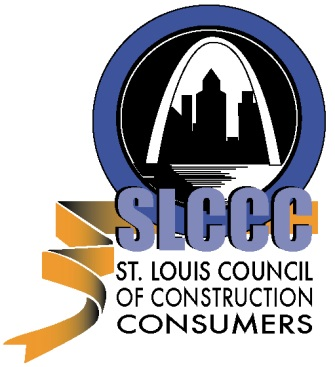 SLCCC
ST. LOUIS COUNCIL
OF CONSTRUCTION
CONSUMERS